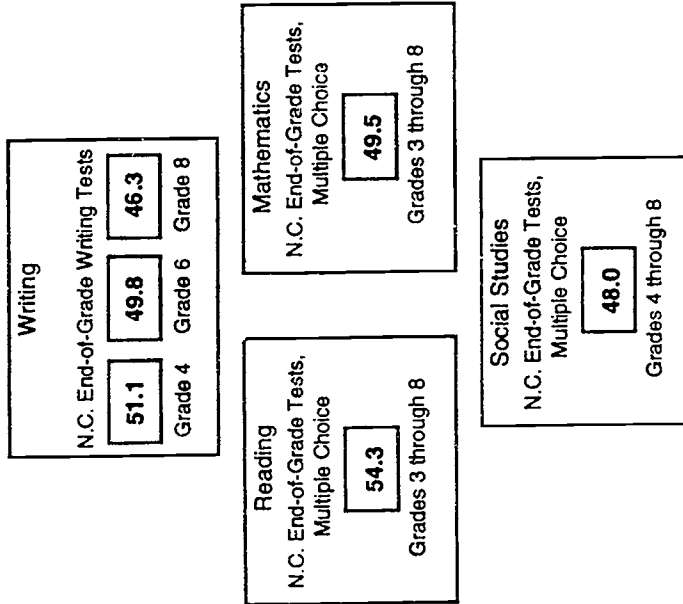 Writing
N.C. End-of-Grade Writing Tests
51.1 49.8 46.3
Grade 4 Grade 6 Grade 8
Reading
N.C. End-of-Grade Tests,
Multiple Choice
54.3
Grades 3 through 8
Mathematics
N.C. End-of-Grade Tests,
Multiple Choice
49.5
Grades 3 through 8
Social Studies
N.C. End-of-Grade Tests,
Multiple Choice
48.0
Grades 4 through 8